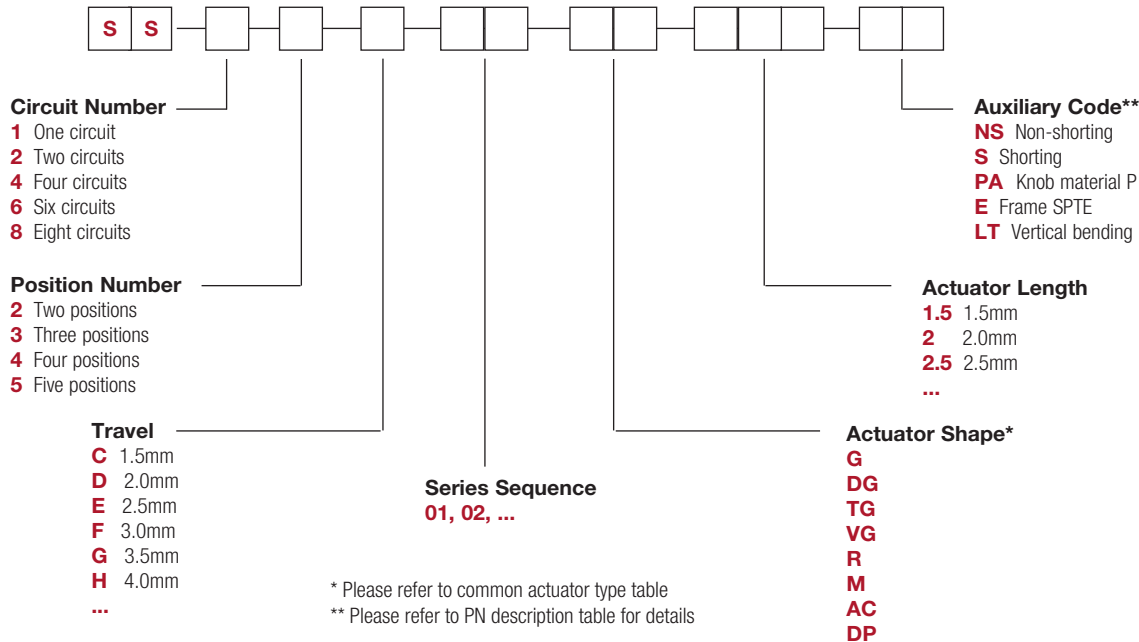 S S
Circuit Number
1 One circuit
2 Two circuits
4 Four circuits
6 Six circuits
8 Eight circuits
Position Number
2 Two positions
3 Three positions
4 Four positions
5 Five positions
Travel
C 1.5mm
D 2.0mm
E 2.5mm
F 3.0mm
G 3.5mm
H 4.0mm
...
Series Sequence
01, 02, ...
* Please refer to common actuator type table
** Please refer to PN description table for details
Auxiliary Code**
NS Non-shorting
S Shorting
PA Knob material P
E Frame SPTE
LT Vertical bending
Actuator Length
1.5 1.5mm
2 2.0mm
2.5 2.5mm
...
Actuator Shape*
G
DG
TG
VG
R
M
AC
DP